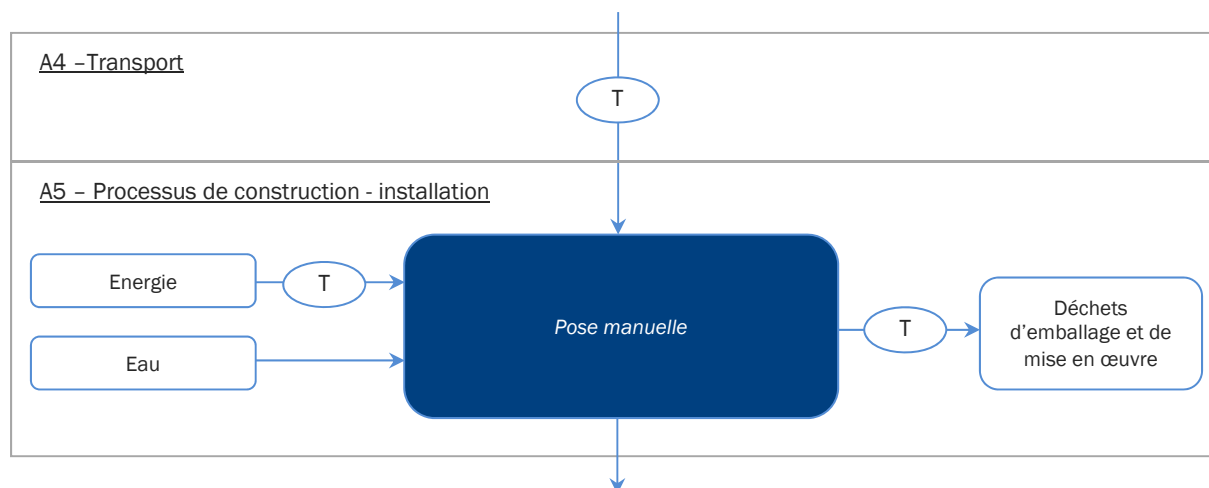 A4 –Transport
T
A5 – Processus de construction - installation
Energie
T
Eau
Pose manuelle
T
Déchets
d’emballage et de
mise en œuvre